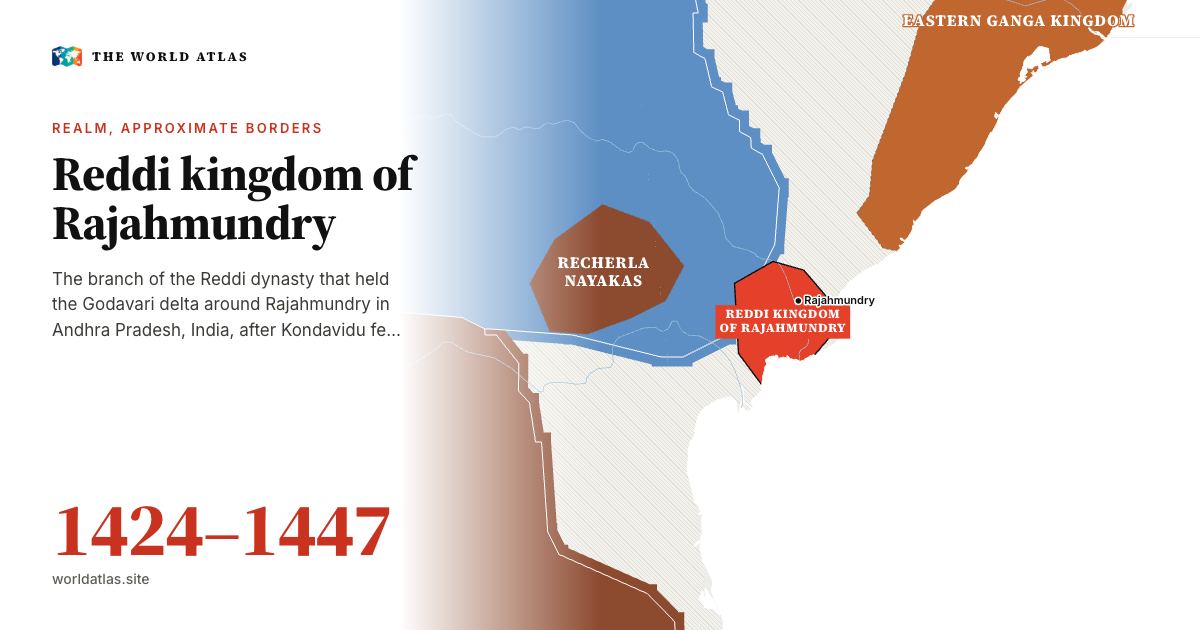 THE WORLD ATLAS
REALM, APPROXIMATE BORDERS
Reddi kingdom of
Rajahmundry
The branch of the Reddi dynasty that held
the Godavari delta around Rajahmundry in
Andhra Pradesh, India, after Kondavidu fe...
1424–1447
worldatlas.site
EASTERN GANGA KINGDOM
RECHERLA
NAYAKAS
Rajahmundry
REDDI KINGDOM
OF RAJAHMUNDRY